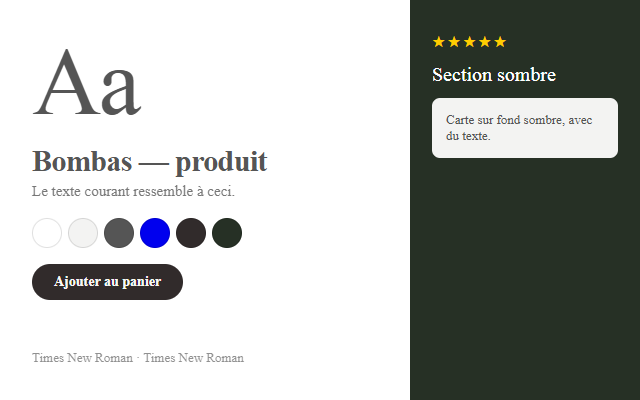 Aa
Bombas — produit
Le texte courant ressemble à ceci.
Ajouter au panier
Times New Roman · Times New Roman
Section sombre
Carte sur fond sombre, avec
du texte.